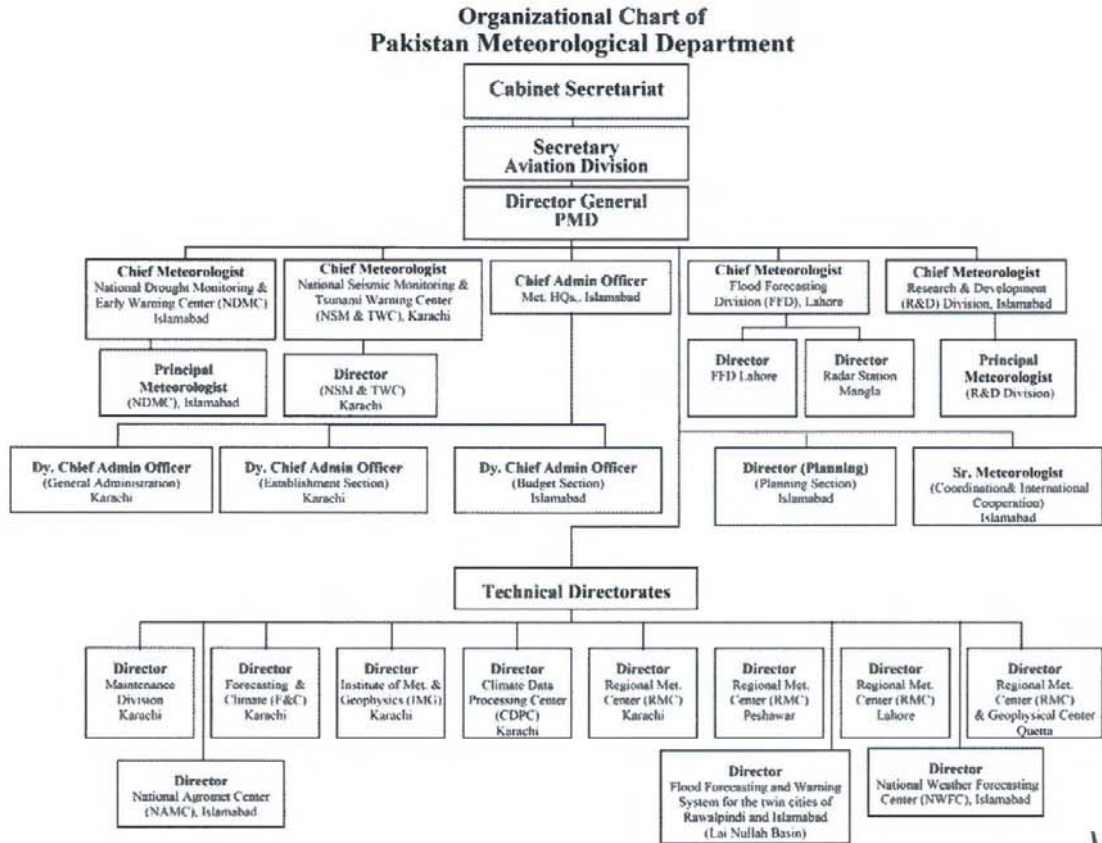 Organizational Chart of
Pakistan Meteorological Department
Cabinet Secretariat
Secretary
Aviation Division
Director General
PMD
Chief Meteorologist
National Drought Monitoring &
Early Warning Center (NDMC)
Islamabad
Chief Meteorologist
National Seismic Monitoring &
Tsunami Warning Center
(NSM & TWC), Karachi
Chief Admin Officer
Met. HQs., Islamabad
Chief Meteorologist
Flood Forecasting
Division (FFD), Lahore
Chief Meteorologist
Research & Development
(R&D) Division, Islamabad
Principal
Meteorologist
(NDMC), Islamabad
Director
(NSM & TWC)
Karachi
Director
FFD Lahore
Director
Radar Station
Mangla
Principal
Meteorologist
(R&D Division)
Dy. Chief Admin Officer
(General Administration)
Karachi
Dy. Chief Admin Officer
(Establishment Section)
Karachi
Dy. Chief Admin Officer
(Budget Section)
Islamabad
Director (Planning)
(Planning Section)
Islamabad
Sr. Meteorologist
(Coordination& International
Cooperation)
Islamabad
Technical Directorates
Director
Maintenance
Division
Karachi
Director
Forecasting &
Climate (F&C)
Karachi
Director
Institute of Met. &
Geophysics (IMG)
Karachi
Director
Climate Data
Processing Center
(CDPC)
Karachi
Director
Regional Met.
Center (RMC)
Karachi
Director
Regional Met.
Center (RMC)
Peshawar
Director
Regional Met.
Center (RMC)
Lahore
Director
Regional Met.
Center (RMC)
& Geophysical Center
Quetta
Director
National Agromet Center
(NAMC), Islamabad
Director
Flood Forecasting and Warning
System for the twin cities of
Rawalpindi and Islamabad
(Lai Nullah Basin)
Director
National Weather Forecasting
Center (NWFC), Islamabad